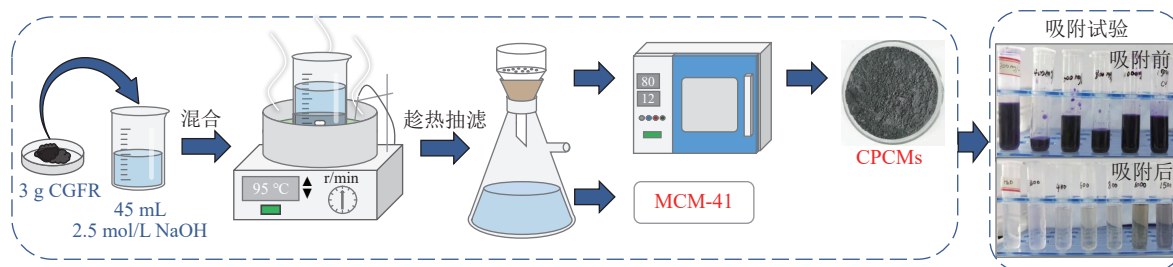 3 g CGFR
45 mL
2.5 mol/L NaOH
混合
95 ℃
r/min
趁热抽滤
80
12
MCM-41
CPCMs
吸附试验
吸附前
吸附后